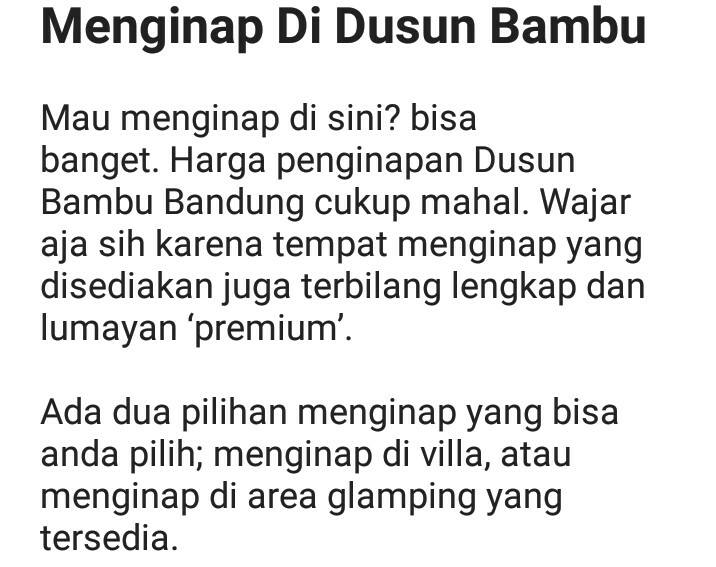 Menginap Di Dusun Bambu
Mau menginap di sini? bisa
banget. Harga penginapan Dusun
Bambu Bandung cukup mahal. Wajar
aja sih karena tempat menginap yang
disediakan juga terbilang lengkap dan
lumayan ‘premium’.
Ada dua pilihan menginap yang bisa
anda pilih; menginap di villa, atau
menginap di area glamping yang
tersedia.